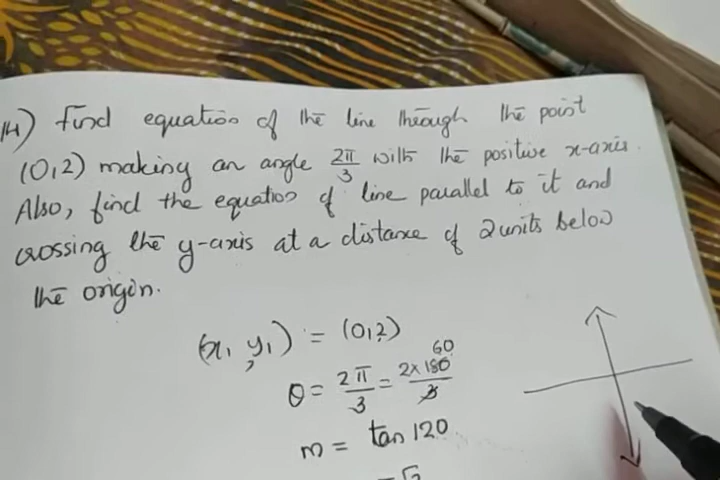 14) Find equation of the line through the point
(0,2) making an angle 2π/3 with the positive x-axis.
Also, find the equation of line parallel to it and
crossing the y-axis at a distance of 2 units below
the origin.
(x1, y1) = (0,2)
θ = 2π/3 = 2×180/3 60
m = tan 120